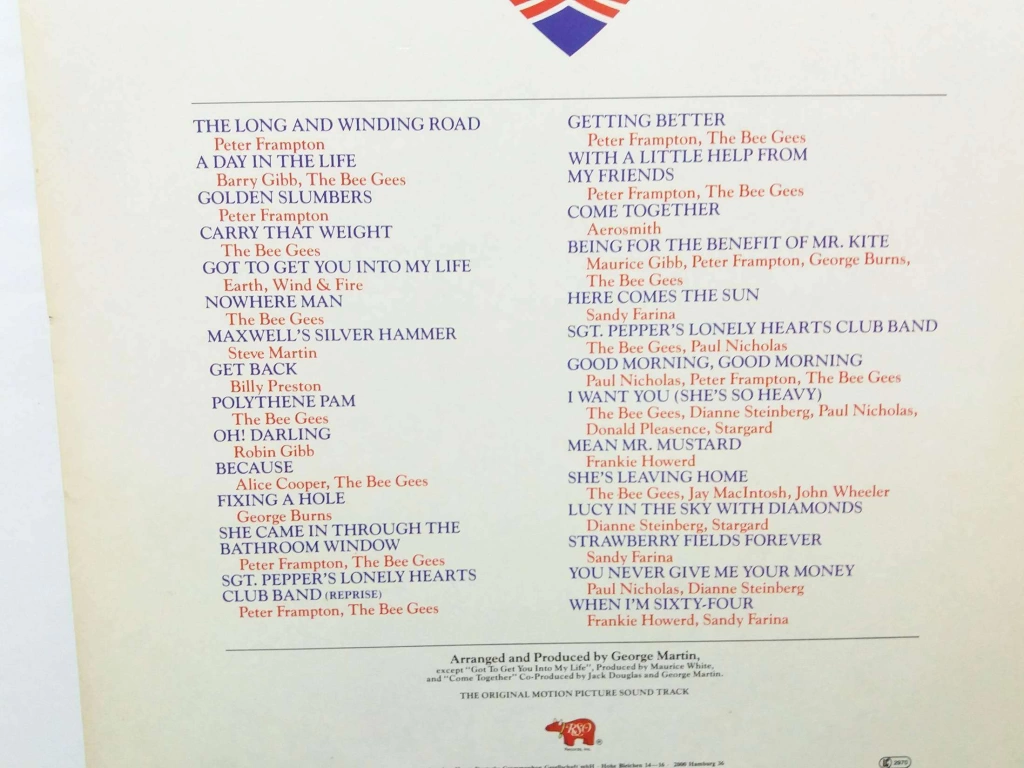 THE LONG AND WINDING ROAD
Peter Frampton
A DAY IN THE LIFE
Barry Gibb, The Bee Gees
GOLDEN SLUMBERS
Peter Frampton
CARRY THAT WEIGHT
The Bee Gees
GOT TO GET YOU INTO MY LIFE
Earth, Wind & Fire
NOWHERE MAN
The Bee Gees
MAXWELL'S SILVER HAMMER
Steve Martin
GET BACK
Billy Preston
POLYTHENE PAM
The Bee Gees
OH! DARLING
Robin Gibb
BECAUSE
Alice Cooper, The Bee Gees
FIXING A HOLE
George Burns
SHE CAME IN THROUGH THE
BATHROOM WINDOW
Peter Frampton, The Bee Gees
SGT. PEPPER'S LONELY HEARTS
CLUB BAND (REPRISE)
Peter Frampton, The Bee Gees
GETTING BETTER
Peter Frampton, The Bee Gees
WITH A LITTLE HELP FROM
MY FRIENDS
Peter Frampton, The Bee Gees
COME TOGETHER
Aerosmith
BEING FOR THE BENEFIT OF MR. KITE
Maurice Gibb, Peter Frampton, George Burns,
The Bee Gees
HERE COMES THE SUN
Sandy Farina
SGT. PEPPER'S LONELY HEARTS CLUB BAND
The Bee Gees, Paul Nicholas
GOOD MORNING, GOOD MORNING
Paul Nicholas, Peter Frampton, The Bee Gees
I WANT YOU (SHE'S SO HEAVY)
The Bee Gees, Dianne Steinberg, Paul Nicholas,
Donald Pleasence, Stargard
MEAN MR. MUSTARD
Frankie Howerd
SHE'S LEAVING HOME
The Bee Gees, Jay MacIntosh, John Wheeler
LUCY IN THE SKY WITH DIAMONDS
Dianne Steinberg, Stargard
STRAWBERRY FIELDS FOREVER
Sandy Farina
YOU NEVER GIVE ME YOUR MONEY
Paul Nicholas, Dianne Steinberg
WHEN I'M SIXTY-FOUR
Frankie Howerd, Sandy Farina
Arranged and Produced by George Martin,
except "Got To Get You Into My Life", Produced by Maurice White,
and "Come Together" Co-Produced by Jack Douglas and George Martin.
THE ORIGINAL MOTION PICTURE SOUND TRACK
RSO
Records, Inc.
Hohe Bleichen 14—16 · 2000 Hamburg 36
2670